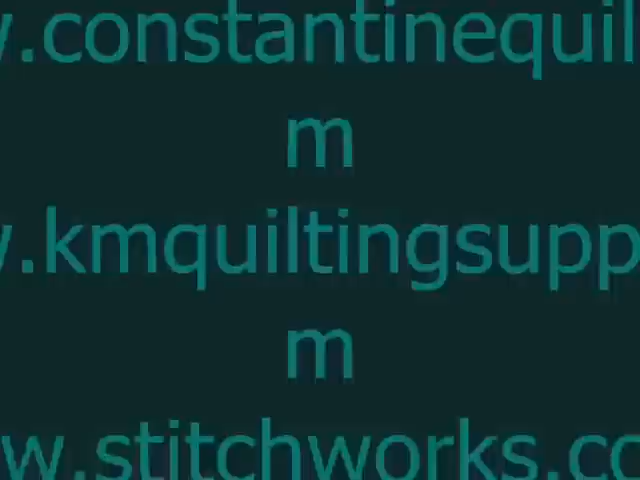 .constantinequil
m
.kmquiltingsupp
m
w.stitchworks.co